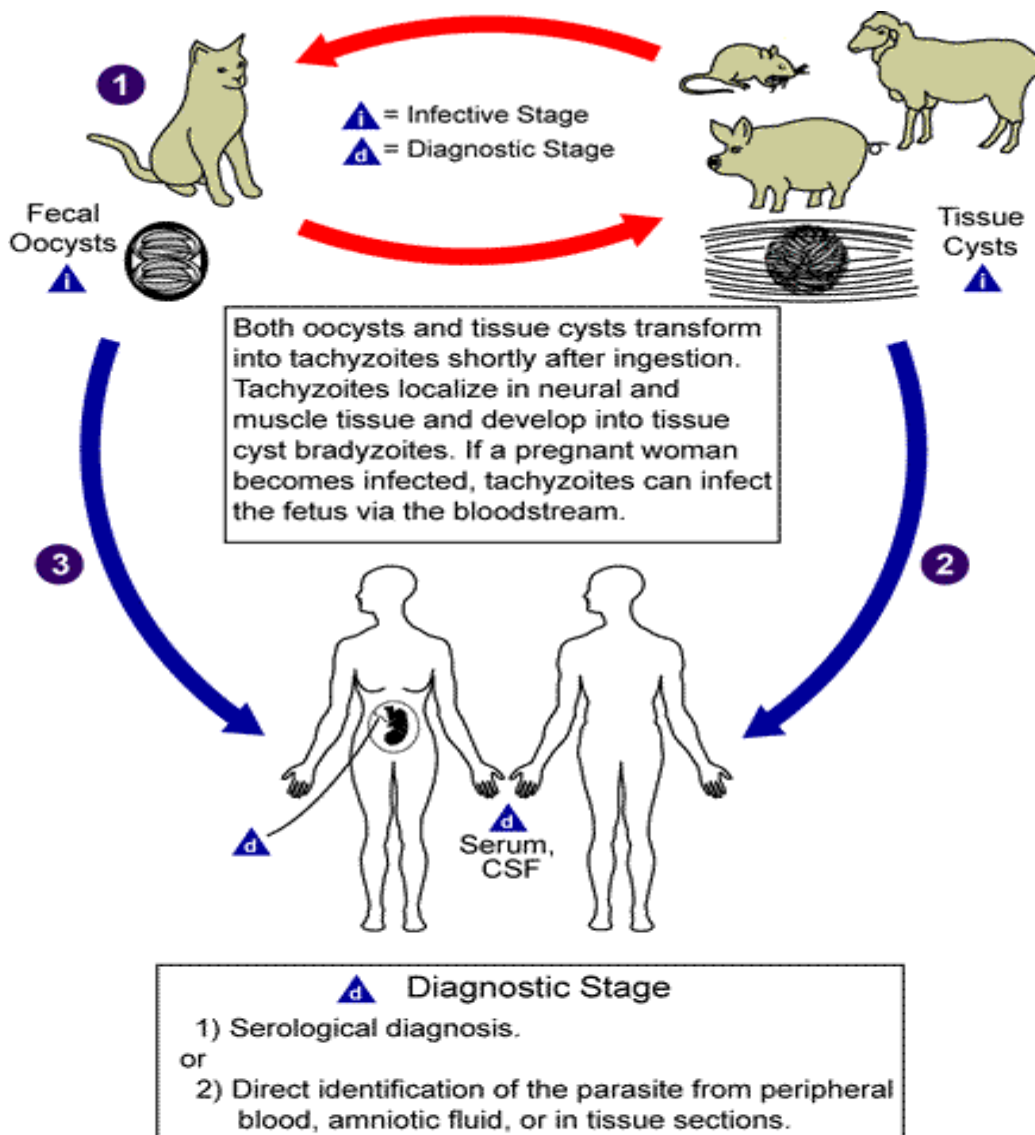 1
i = Infective Stage
d = Diagnostic Stage
Fecal
Oocysts
i
Tissue
Cysts
i
Both oocysts and tissue cysts transform
into tachyzoites shortly after ingestion.
Tachyzoites localize in neural and
muscle tissue and develop into tissue
cyst bradyzoites. If a pregnant woman
becomes infected, tachyzoites can infect
the fetus via the bloodstream.
3
2
d
d
Serum,
CSF
d Diagnostic Stage
1) Serological diagnosis.
or
2) Direct identification of the parasite from peripheral
blood, amniotic fluid, or in tissue sections.